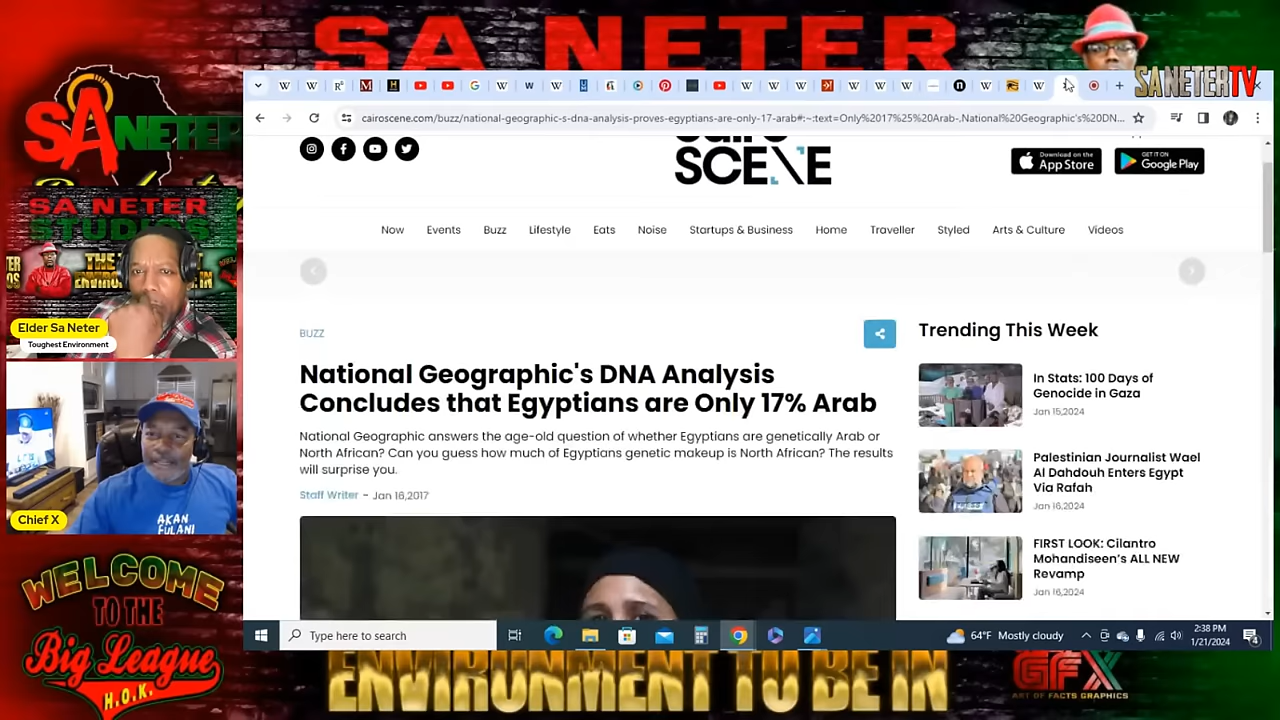 SA NETER
SANETERTV
SA NETER
SA NETER
STUDIOS
Elder Sa Neter
Toughest Environment
AKAN
FULANI
Chief X
WELCOME
TO THE
Big League
H.O.K.
cairoscene.com/buzz/national-geographic-s-dna-analysis-proves-egyptians-are-only-17-arab#:~:text=Only%2017%25%20Arab-,National%20Geographic's%20DN...
SCENE
Download on the
App Store
GET IT ON
Google Play
Now Events Buzz Lifestyle Eats Noise Startups & Business Home Traveller Styled Arts & Culture Videos
BUZZ
National Geographic's DNA Analysis
Concludes that Egyptians are Only 17% Arab
National Geographic answers the age-old question of whether Egyptians are genetically Arab or
North African? Can you guess how much of Egyptians genetic makeup is North African? The results
will surprise you.
Staff Writer - Jan 16,2017
Trending This Week
In Stats: 100 Days of
Genocide in Gaza
Jan 15,2024
Palestinian Journalist Wael
Al Dahdouh Enters Egypt
Via Rafah
Jan 16,2024
FIRST LOOK: Cilantro
Mohandiseen's ALL NEW
Revamp
Jan 16,2024
Type here to search
64°F Mostly cloudy
2:38 PM
1/21/2024
4
ENVIRONMENT TO BE IN
GFX
ART OF FACTS GRAPHICS